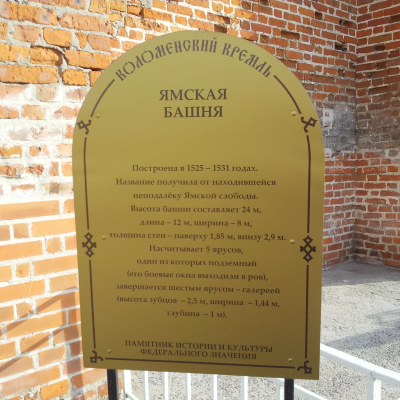 КОЛОМЕНСКИЙ КРЕМЛЬ
ЯМСКАЯ
БАШНЯ
Построена в 1525 – 1531 годах.
Название получила от находившейся
неподалёку Ямской слободы.
Высота башни составляет 24 м,
длина – 12 м, ширина – 8 м,
толщина стен – наверху 1,85 м, внизу 2,9 м.
Насчитывает 5 ярусов,
один из которых подземный
(его боевые окна выходили в ров),
завершается шестым ярусом – галереей
(высота зубцов – 2,5 м, ширина – 1,44 м,
глубина – 1 м).
ПАМЯТНИК ИСТОРИИ И КУЛЬТУРЫ
ФЕДЕРАЛЬНОГО ЗНАЧЕНИЯ